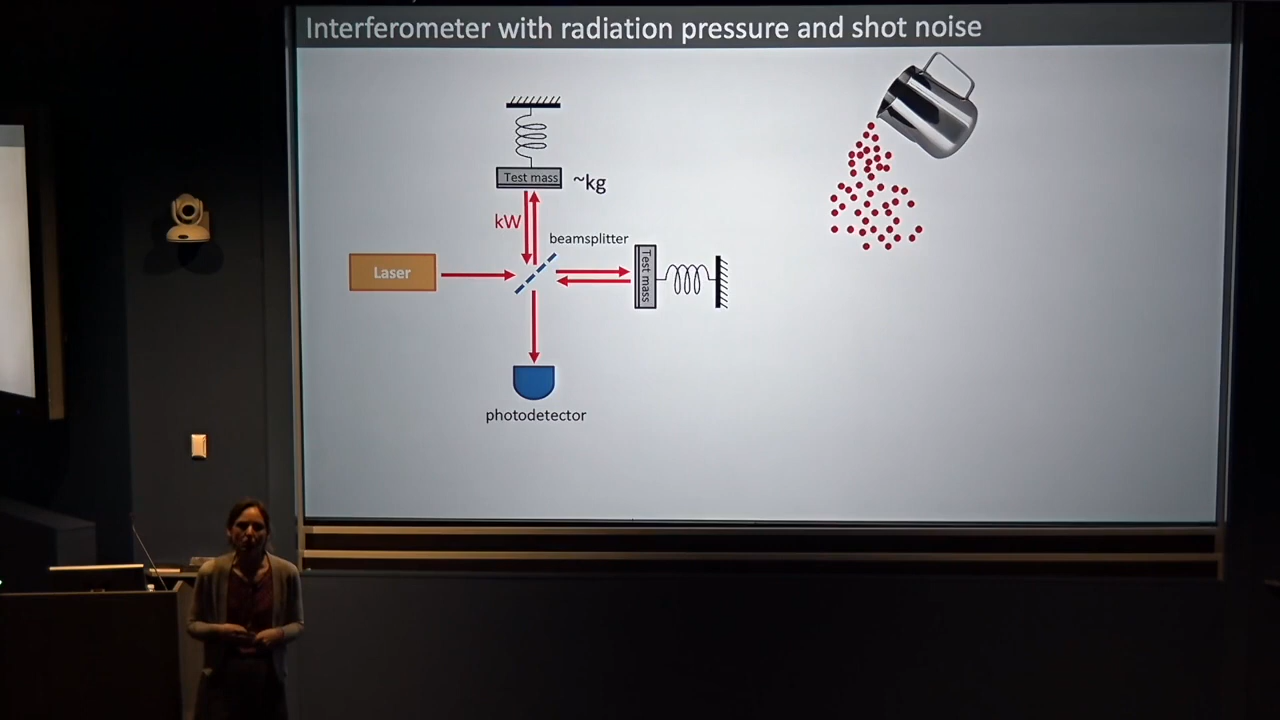 Interferometer with radiation pressure and shot noise
Test mass
~kg
kW
beamsplitter
Laser
Test mass
photodetector